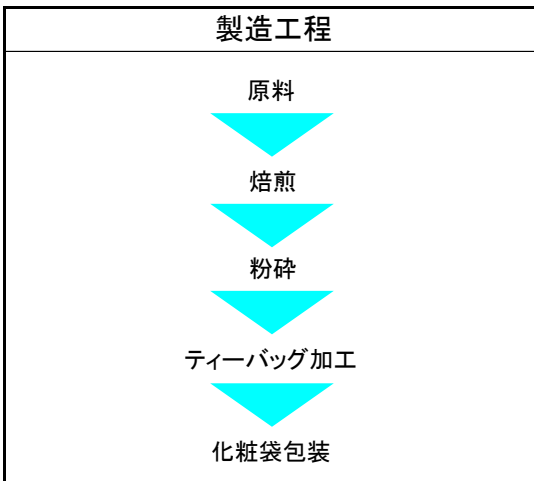 製造工程
原料
焙煎
粉砕
ティーバッグ加工
化粧袋包装